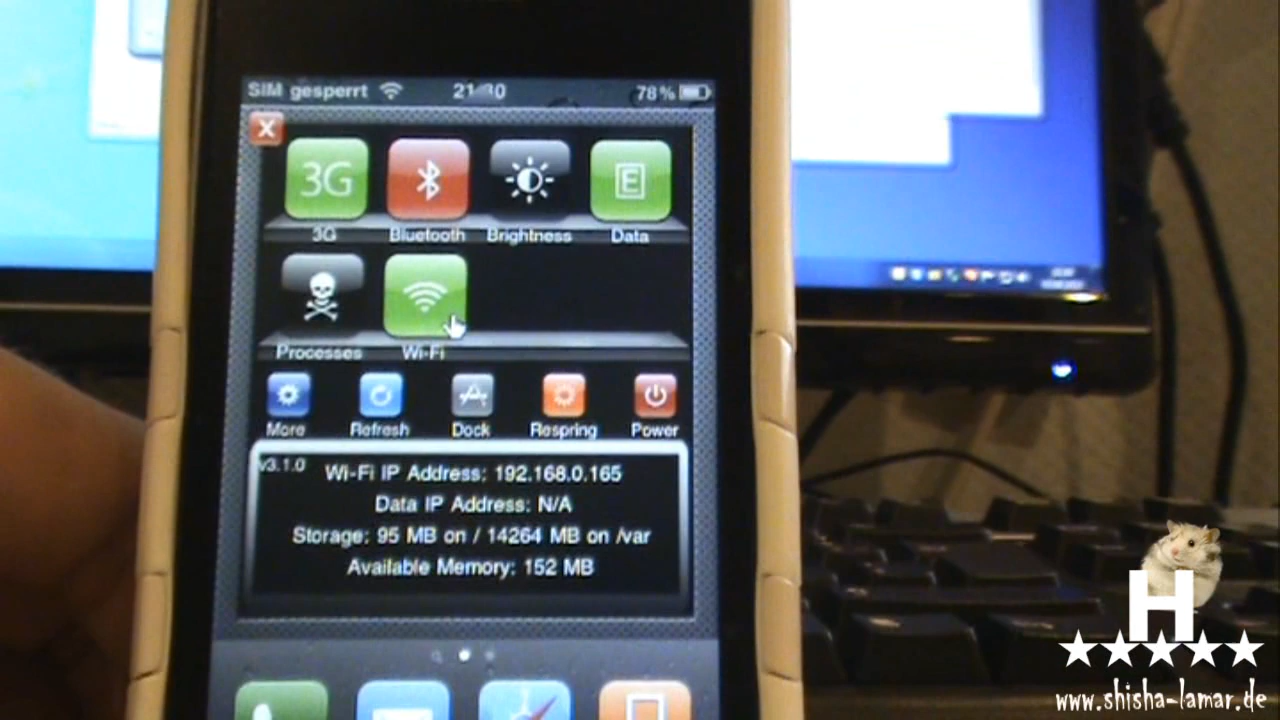 SIM gesperrt 21:30 78%
3G
3G Bluetooth Brightness Data
E
Processes Wi-Fi
More Refresh Dock Respring Power
v3.1.0
Wi-Fi IP Address: 192.168.0.165
Data IP Address: N/A
Storage: 95 MB on / 14264 MB on /var
Available Memory: 152 MB
H
www.shisha-lamar.de